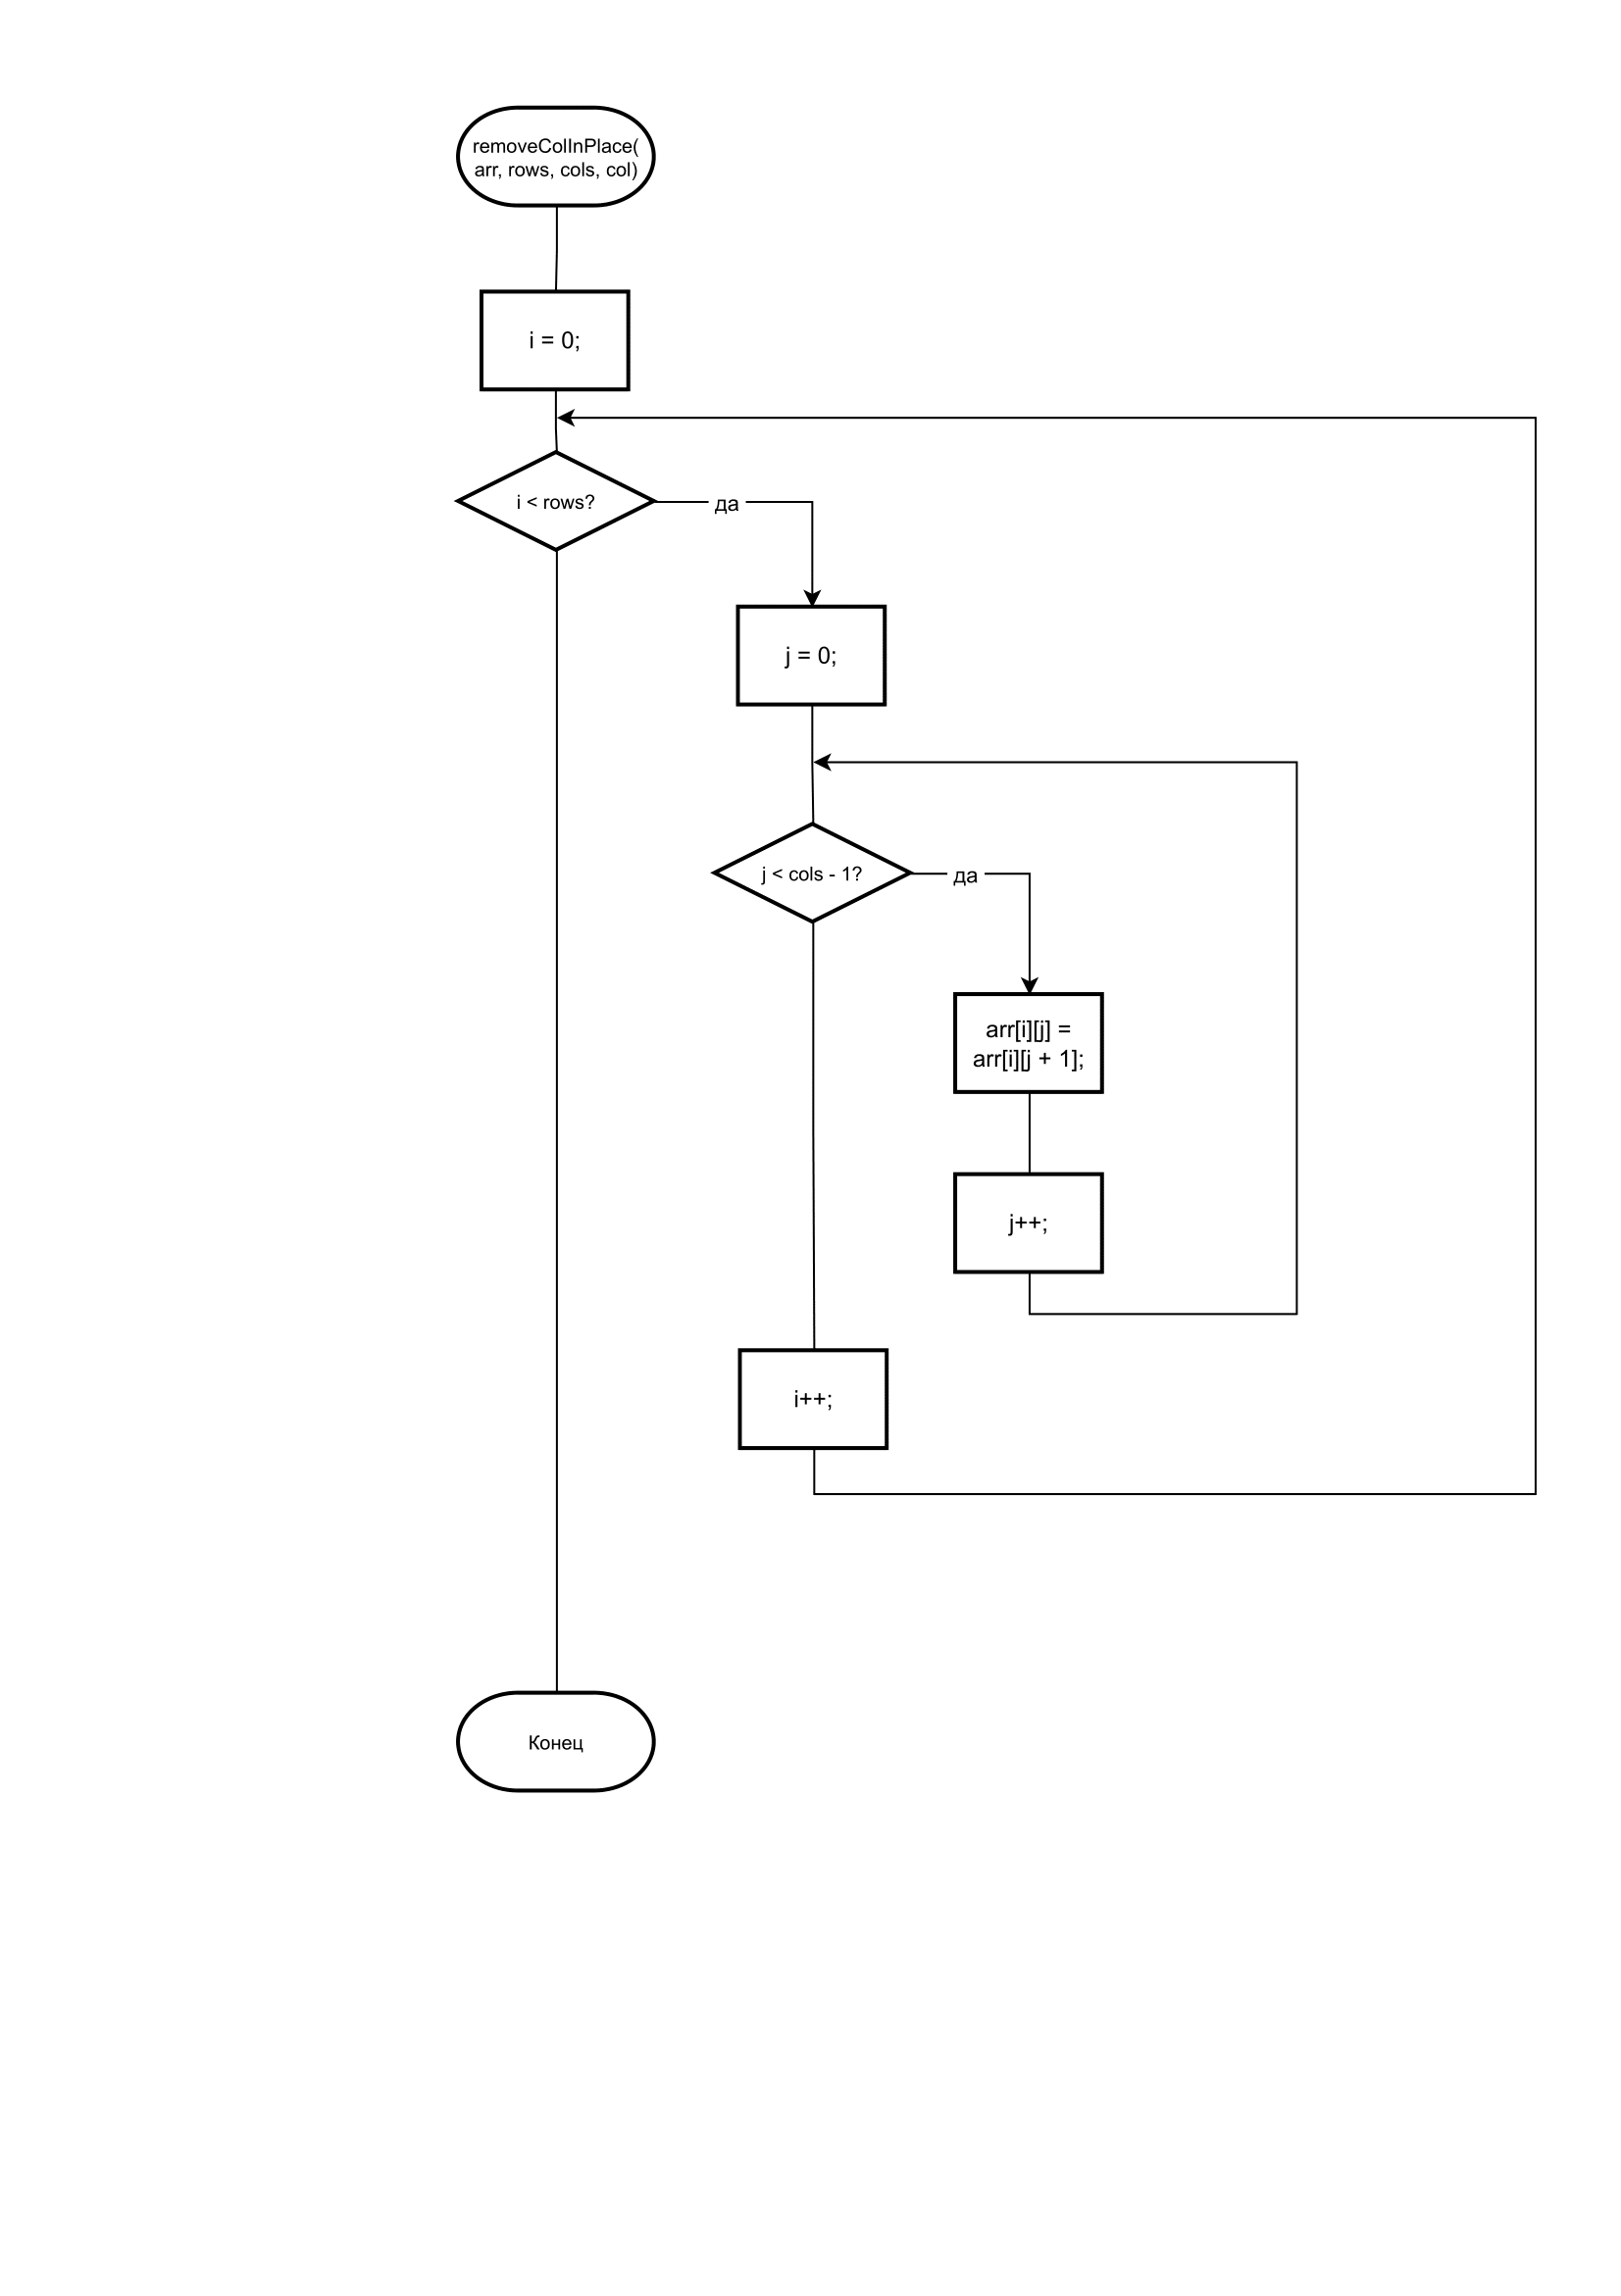 removeColInPlace(
arr, rows, cols, col)
i = 0;
i < rows?
да
j = 0;
j < cols - 1?
да
arr[i][j] =
arr[i][j + 1];
j++;
i++;
Конец